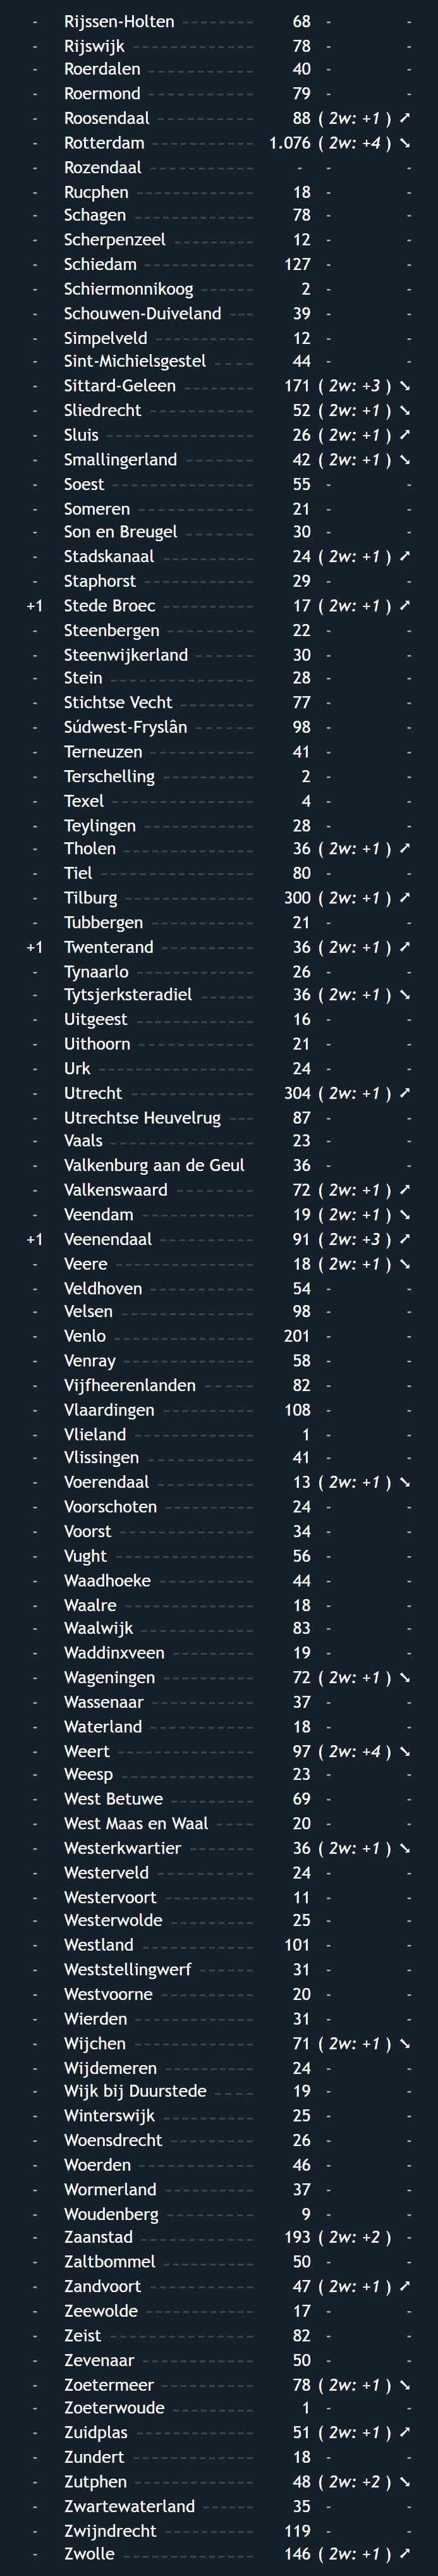 - Rijssen-Holten ----------- 68 - -
- Rijswijk ----------- 78 - -
- Roerdalen ----------- 40 - -
- Roermond ----------- 79 - -
- Roosendaal ----------- 88 ( 2w: +1 ) ⤢
- Rotterdam ----------- 1.076 ( 2w: +4 ) ⤡
- Rozendaal ----------- - - -
- Rucphen ----------- 18 - -
- Schagen ----------- 78 - -
- Scherpenzeel --------- 12 - -
- Schiedam ----------- 127 - -
- Schiermonnikoog ------ 2 - -
- Schouwen-Duiveland --- 39 - -
- Simpelveld ---------- 12 - -
- Sint-Michielsgestel ----- 44 - -
- Sittard-Geleen -------- 171 ( 2w: +3 ) ⤡
- Sliedrecht ----------- 52 ( 2w: +1 ) ⤡
- Sluis --------------- 26 ( 2w: +1 ) ⤢
- Smallingerland -------- 42 ( 2w: +1 ) ⤡
- Soest --------------- 55 - -
- Someren ------------ 21 - -
- Son en Breugel -------- 30 - -
- Stadskanaal ---------- 24 ( 2w: +1 ) ⤢
- Staphorst ----------- 29 - -
+1 Stede Broec ---------- 17 ( 2w: +1 ) ⤢
- Steenbergen --------- 22 - -
- Steenwijkerland ------ 30 - -
- Stein --------------- 28 - -
- Stichtse Vecht -------- 77 - -
- Súdwest-Fryslân ------ 98 - -
- Terneuzen ----------- 41 - -
- Terschelling ---------- 2 - -
- Texel --------------- 4 - -
- Teylingen ----------- 28 - -
- Tholen ------------- 36 ( 2w: +1 ) ⤢
- Tiel ---------------- 80 - -
- Tilburg ------------- 300 ( 2w: +1 ) ⤢
- Tubbergen ----------- 21 - -
+1 Twenterand ---------- 36 ( 2w: +1 ) ⤢
- Tynaarlo ------------ 26 - -
- Tytsjerksteradiel ------ 36 ( 2w: +1 ) ⤡
- Uitgeest ------------ 16 - -
- Uithoorn ------------ 21 - -
- Urk ---------------- 24 - -
- Utrecht ------------- 304 ( 2w: +1 ) ⤢
- Utrechtse Heuvelrug --- 87 - -
- Vaals --------------- 23 - -
- Valkenburg aan de Geul 36 - -
- Valkenswaard --------- 72 ( 2w: +1 ) ⤢
- Veendam ------------ 19 ( 2w: +1 ) ⤡
+1 Veenendaal ---------- 91 ( 2w: +3 ) ⤢
- Veere -------------- 18 ( 2w: +1 ) ⤡
- Veldhoven ----------- 54 - -
- Velsen -------------- 98 - -
- Venlo -------------- 201 - -
- Venray ------------- 58 - -
- Vijfheerenlanden ----- 82 - -
- Vlaardingen ---------- 108 - -
- Vlieland ------------ 1 - -
- Vlissingen ----------- 41 - -
- Voerendaal ---------- 13 ( 2w: +1 ) ⤡
- Voorschoten --------- 24 - -
- Voorst -------------- 34 - -
- Vught -------------- 56 - -
- Waadhoeke ---------- 44 - -
- Waalre ------------- 18 - -
- Waalwijk ------------ 83 - -
- Waddinxveen --------- 19 - -
- Wageningen ---------- 72 ( 2w: +1 ) ⤡
- Wassenaar ----------- 37 - -
- Waterland ----------- 18 - -
- Weert -------------- 97 ( 2w: +4 ) ⤡
- Weesp -------------- 23 - -
- West Betuwe --------- 69 - -
- West Maas en Waal ---- 20 - -
- Westerkwartier ------- 36 ( 2w: +1 ) ⤡
- Westerveld ---------- 24 - -
- Westervoort --------- 11 - -
- Westerwolde --------- 25 - -
- Westland ------------ 101 - -
- Weststellingwerf ------ 31 - -
- Westvoorne ---------- 20 - -
- Wierden ------------ 31 - -
- Wijchen ------------ 71 ( 2w: +1 ) ⤡
- Wijdemeren ---------- 24 - -
- Wijk bij Duurstede ---- 19 - -
- Winterswijk ---------- 25 - -
- Woensdrecht --------- 26 - -
- Woerden ------------ 46 - -
- Wormerland --------- 37 - -
- Woudenberg --------- 9 - -
- Zaanstad ------------ 193 ( 2w: +2 ) -
- Zaltbommel ---------- 50 - -
- Zandvoort ----------- 47 ( 2w: +1 ) ⤢
- Zeewolde ----------- 17 - -
- Zeist --------------- 82 - -
- Zevenaar ------------ 50 - -
- Zoetermeer ---------- 78 ( 2w: +1 ) ⤡
- Zoeterwoude --------- 1 - -
- Zuidplas ------------ 51 ( 2w: +1 ) ⤢
- Zundert ------------- 18 - -
- Zutphen ------------ 48 ( 2w: +2 ) ⤡
- Zwartewaterland ------ 35 - -
- Zwijndrecht ---------- 119 - -
- Zwolle -------------- 146 ( 2w: +1 ) ⤢